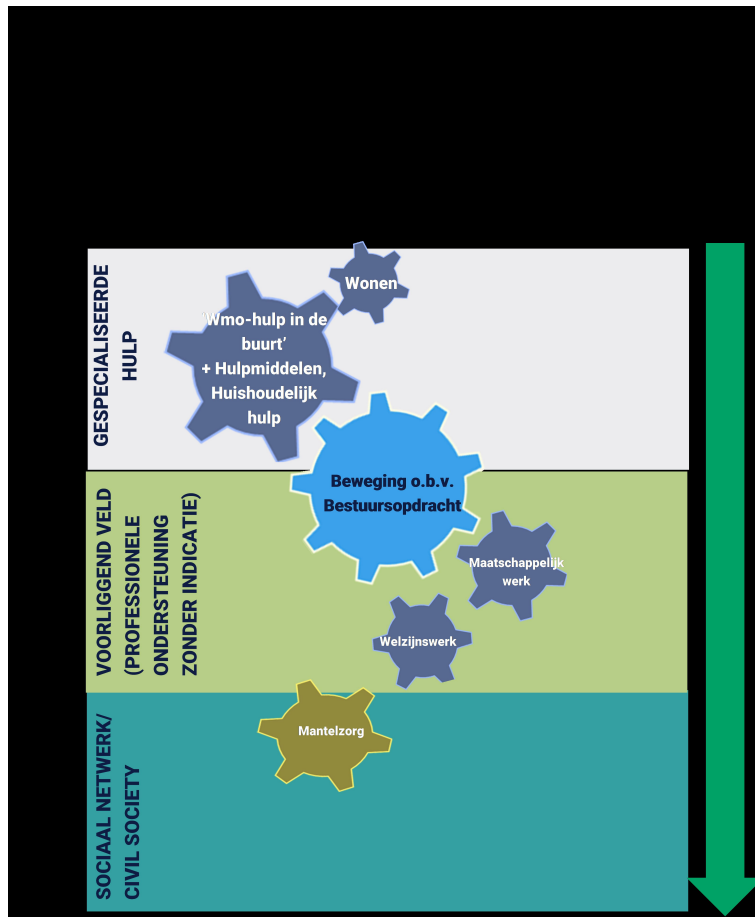 GESPECIALISEERDE
HULP
Wonen
'Wmo-hulp in de
buurt'
+ Hulpmiddelen,
Huishoudelijk
hulp
Beweging o.b.v.
Bestuursopdracht
VOORLIGGEND VELD
(PROFESSIONELE
ONDERSTEUNING
ZONDER INDICATIE)
Maatschappelijk
werk
Welzijnswerk
SOCIAAL NETWERK/
CIVIL SOCIETY
Mantelzorg